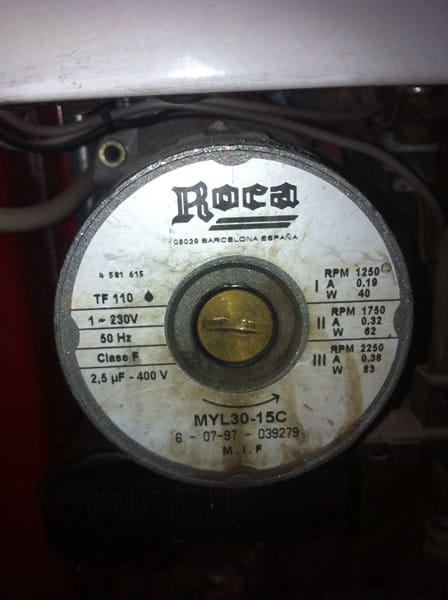 Roca
08029 BARCELONA ESPAÑA
4 581 615
TF 110
1 ~ 230V
50 Hz
Clase F
2,5 µF - 400 V
I RPM 1250
A 0.19
W 40
II RPM 1750
A 0.32
W 62
III RPM 2250
A 0.38
W 83
MYL30-15C
6 - 07-97 - 039279
M.I.F